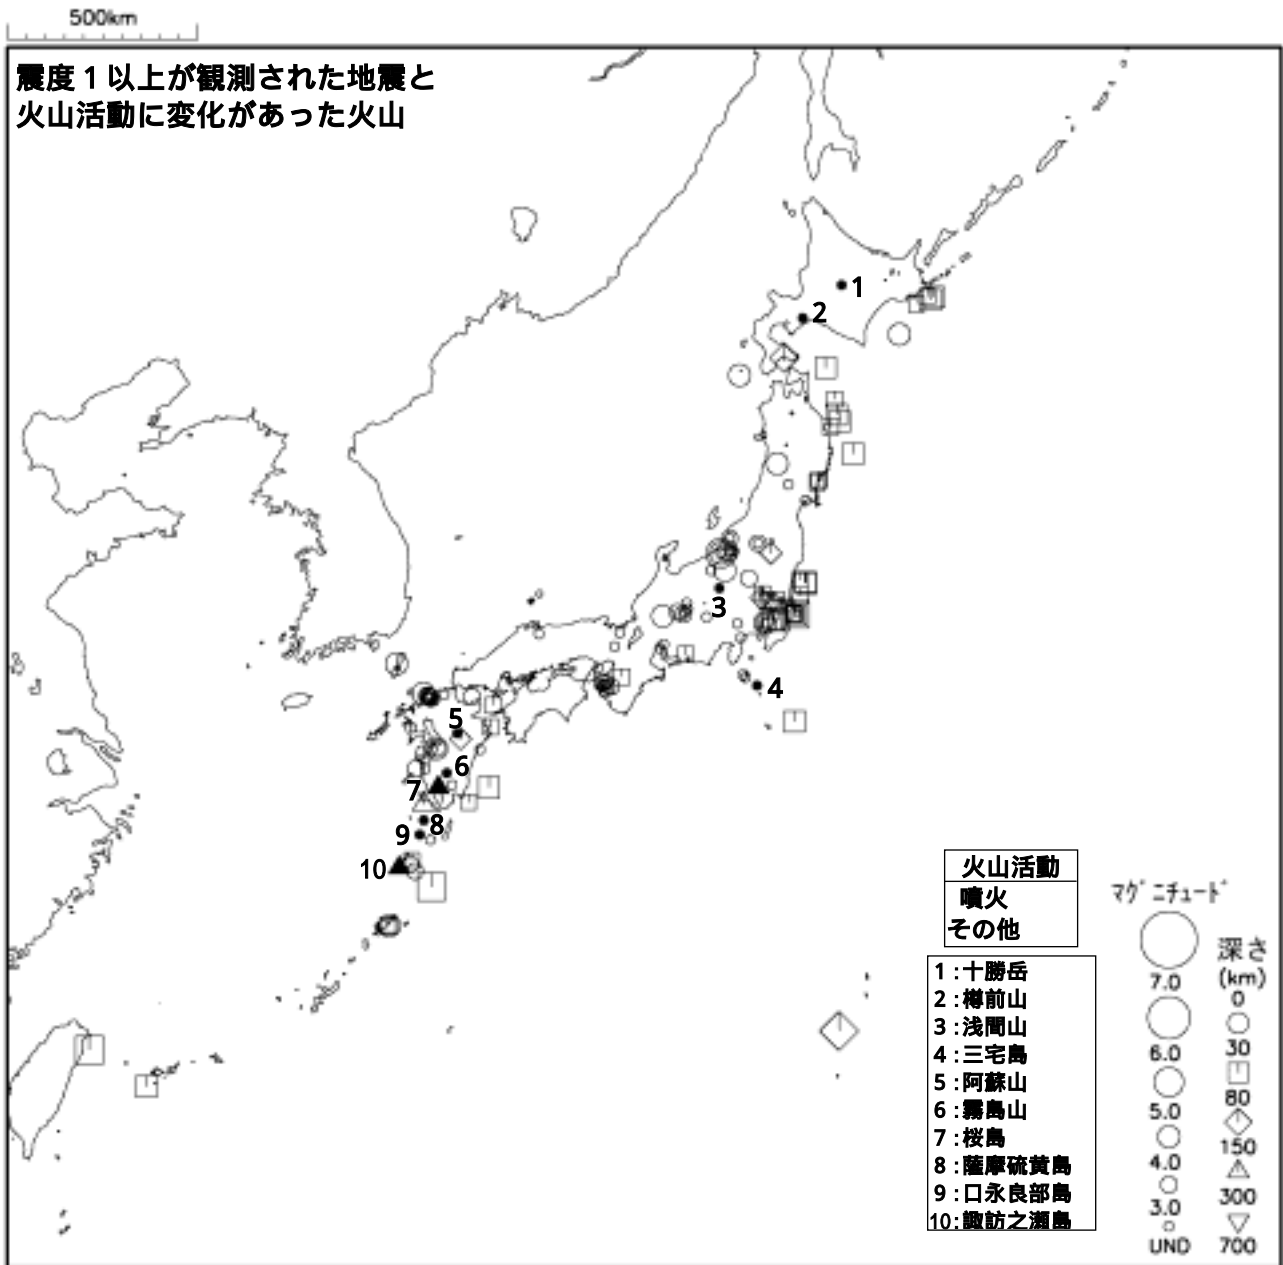 500km
震度1以上が観測された地震と
火山活動に変化があった火山
1
2
3
4
5
6
7
8
9
10
火山活動
噴火
その他
1:十勝岳
2:樽前山
3:浅間山
4:三宅島
5:阿蘇山
6:霧島山
7:桜島
8:薩摩硫黄島
9:口永良部島
10:諏訪之瀬島
マグニチュード
7.0
6.0
5.0
4.0
3.0
UND
深さ
(km)
0
30
80
150
300
700